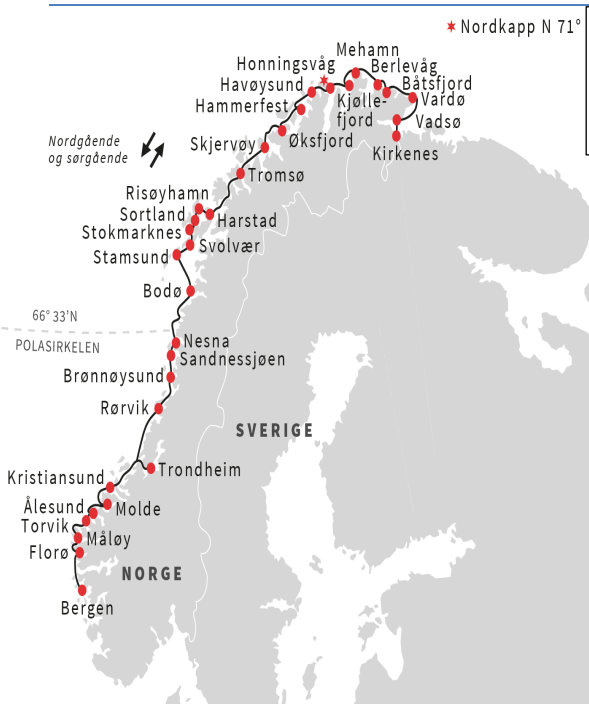 Nordkapp N 71°
Mehamn
Honningsvåg
Berlevåg
Havøysund
Båtsfjord
Hammerfest
Kjølle-
fjord
Vardø
Vadsø
Nordgående
og sørgående
Skjervøy
Øksfjord
Kirkenes
Tromsø
Risøyhamn
Sortland
Harstad
Stokmarknes
Svolvær
Stamsund
Bodø
66° 33'N
POLASIRKELEN
Nesna
Sandnessjøen
Brønnøysund
Rørvik
SVERIGE
Trondheim
Kristiansund
Ålesund
Molde
Torvik
Måløy
Florø
NORGE
Bergen